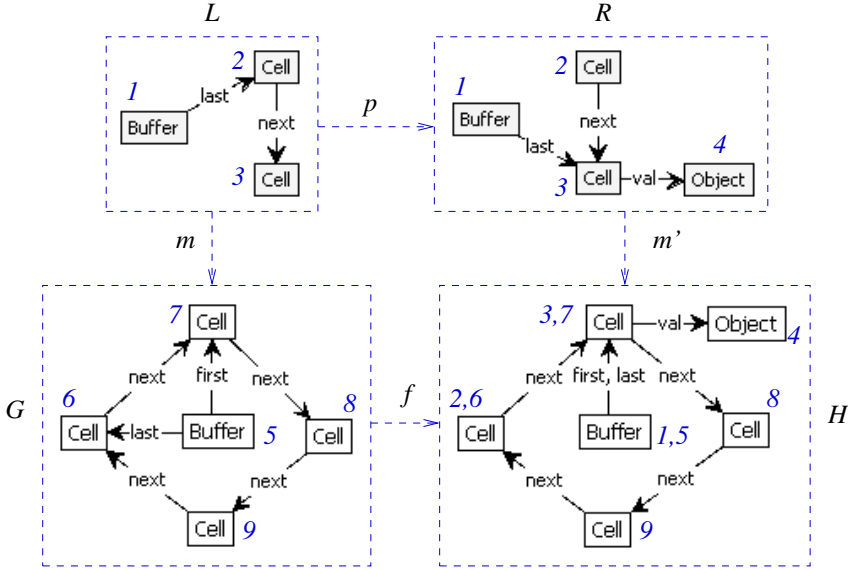 L
R
2 Cell
1
last
Buffer
next
3 Cell
p
2 Cell
1
Buffer
next
last
4
3 Cell val Object
m
m'
7 Cell
next first next
6
8
Cell last Buffer 5 Cell
next next
Cell 9
G
f
3,7 Cell val Object 4
next first, last next
2,6
8
Cell Buffer 1,5 Cell
next next
Cell 9
H